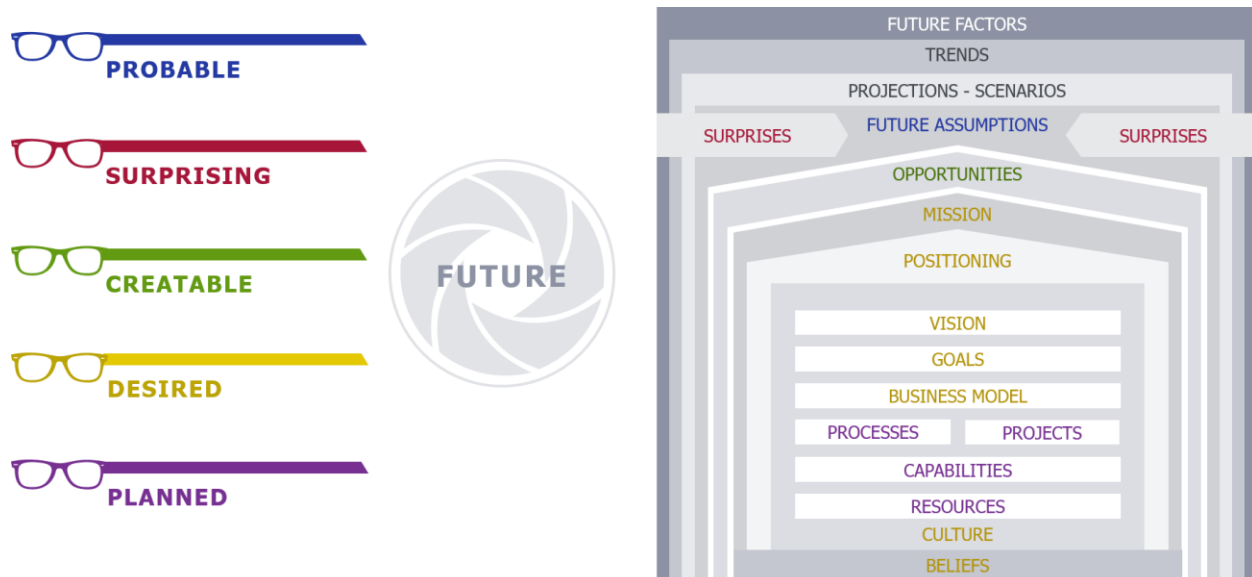 PROBABLE
SURPRISING
CREATABLE
DESIRED
PLANNED
FUTURE
FUTURE FACTORS
TRENDS
PROJECTIONS - SCENARIOS
SURPRISES FUTURE ASSUMPTIONS SURPRISES
OPPORTUNITIES
MISSION
POSITIONING
VISION
GOALS
BUSINESS MODEL
PROCESSES PROJECTS
CAPABILITIES
RESOURCES
CULTURE
BELIEFS